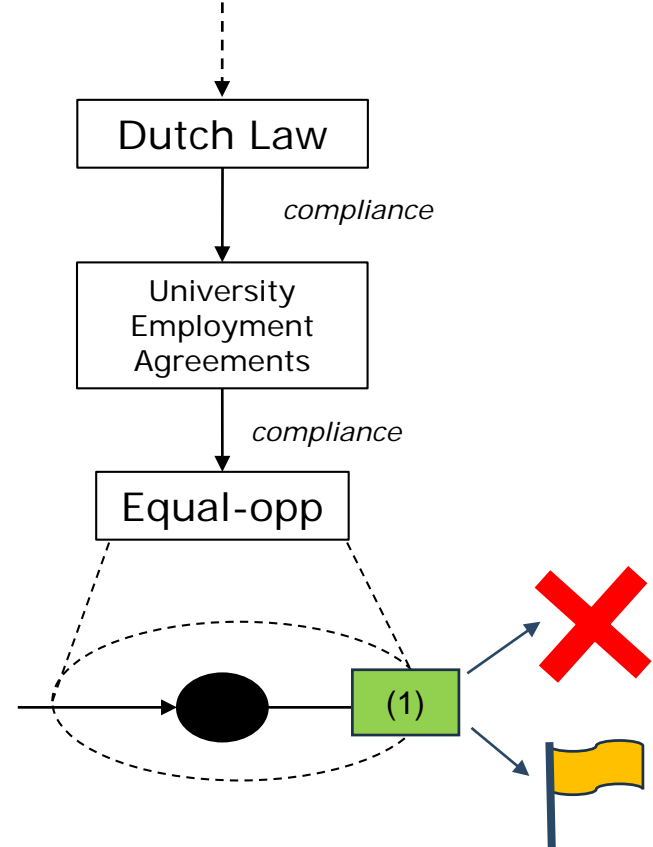 Dutch Law
compliance
University
Employment
Agreements
compliance
Equal-opp
(1)